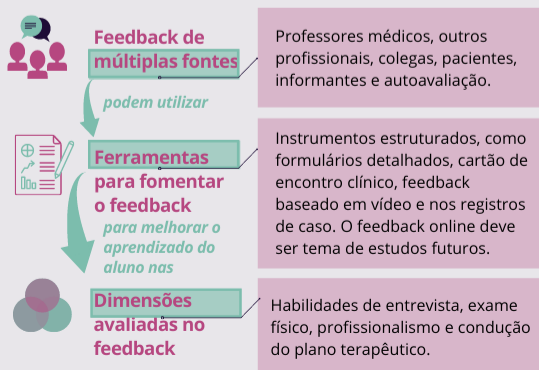 Feedback de
múltiplas fontes
Professores médicos, outros
profissionais, colegas, pacientes,
informantes e autoavaliação.
podem utilizar
Ferramentas
para fomentar
o feedback
Instrumentos estruturados, como
formulários detalhados, cartão de
encontro clínico, feedback
baseado em vídeo e nos registros
de caso. O feedback online deve
ser tema de estudos futuros.
para melhorar o
aprendizado do
aluno nas
Dimensões
avaliadas no
feedback
Habilidades de entrevista, exame
físico, profissionalismo e condução
do plano terapêutico.